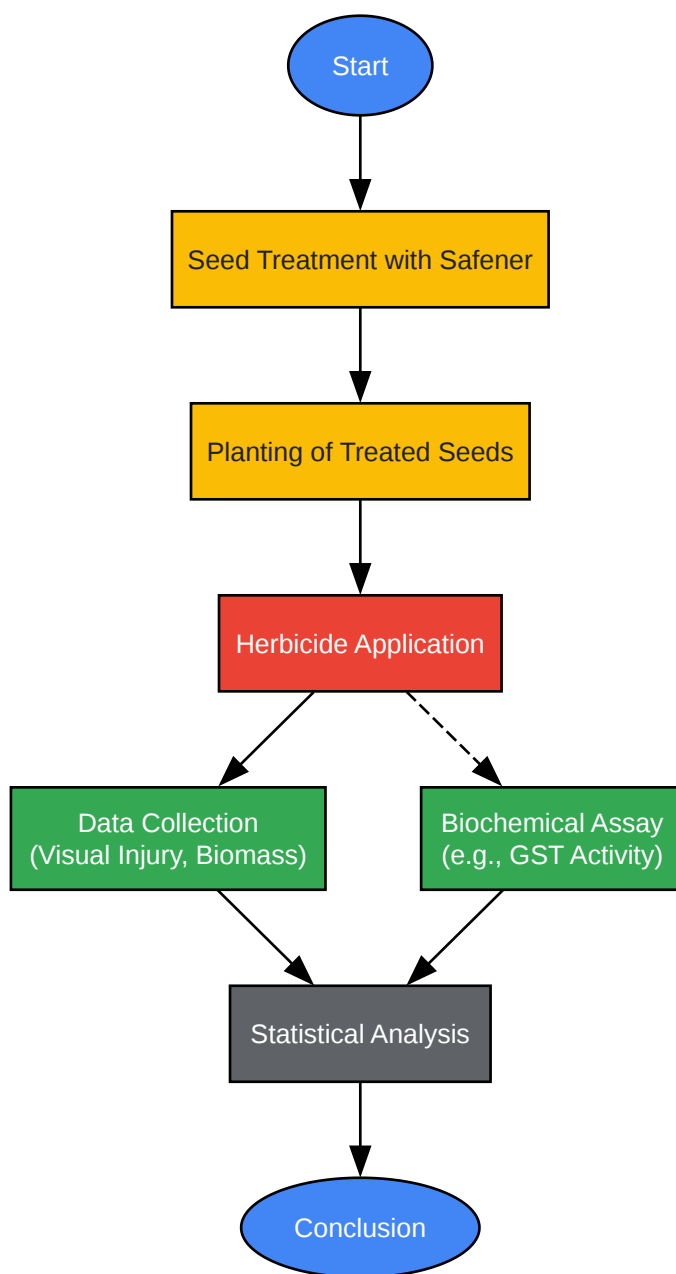 Start
Seed Treatment with Safener
Planting of Treated Seeds
Herbicide Application
Data Collection
(Visual Injury, Biomass)
Biochemical Assay
(e.g., GST Activity)
Statistical Analysis
Conclusion